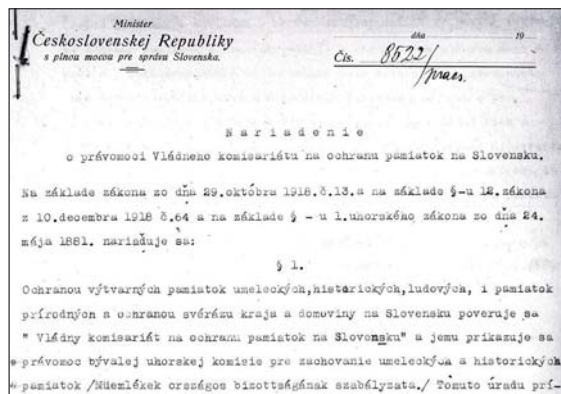 Minister
Československej Republiky
s plnou mocou pre správu Slovenska.
dňa 19
Čís. 8522/
praes.
Nariadenie
o právomoci Vládneho komisariátu na ochranu pamiatok na Slovensku.
Na základe zákona zo dňa 29.októbra 1918.č.13.a na základe §-u 12.zákona
z 10.decembra 1918 č.64 a na základe § - u 1.uhorského zákona zo dňa 24.
mája 1881. nariaďuje sa:
§ 1.
Ochranou výtvarných pamiatok umeleckých,historických,ludových, i pamiatok
prírodných a ochranou svérázu kraja a domoviny na Slovensku poveruje sa
" Vládny komisariát na ochranu pamiatok na Slovensku" a jemu prikazuje sa
právomoc bývalej uhorskej komisie pre zachovanie umeleckých a historických
pamiatok /Müemlékek országos bizottságának szabályzata./ Tomuto úradu prí-